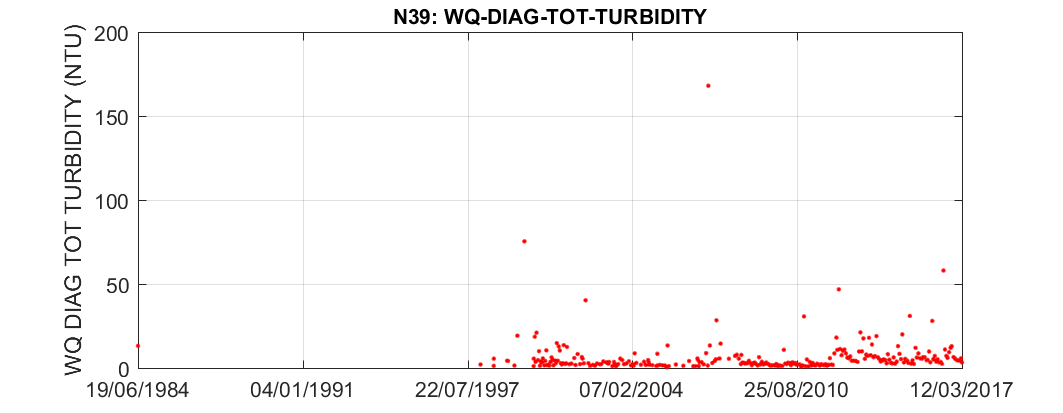 N39: WQ-DIAG-TOT-TURBIDITY
WQ DIAG TOT TURBIDITY (NTU)
200
150
100
50
0
19/06/1984 04/01/1991 22/07/1997 07/02/2004 25/08/2010 12/03/2017